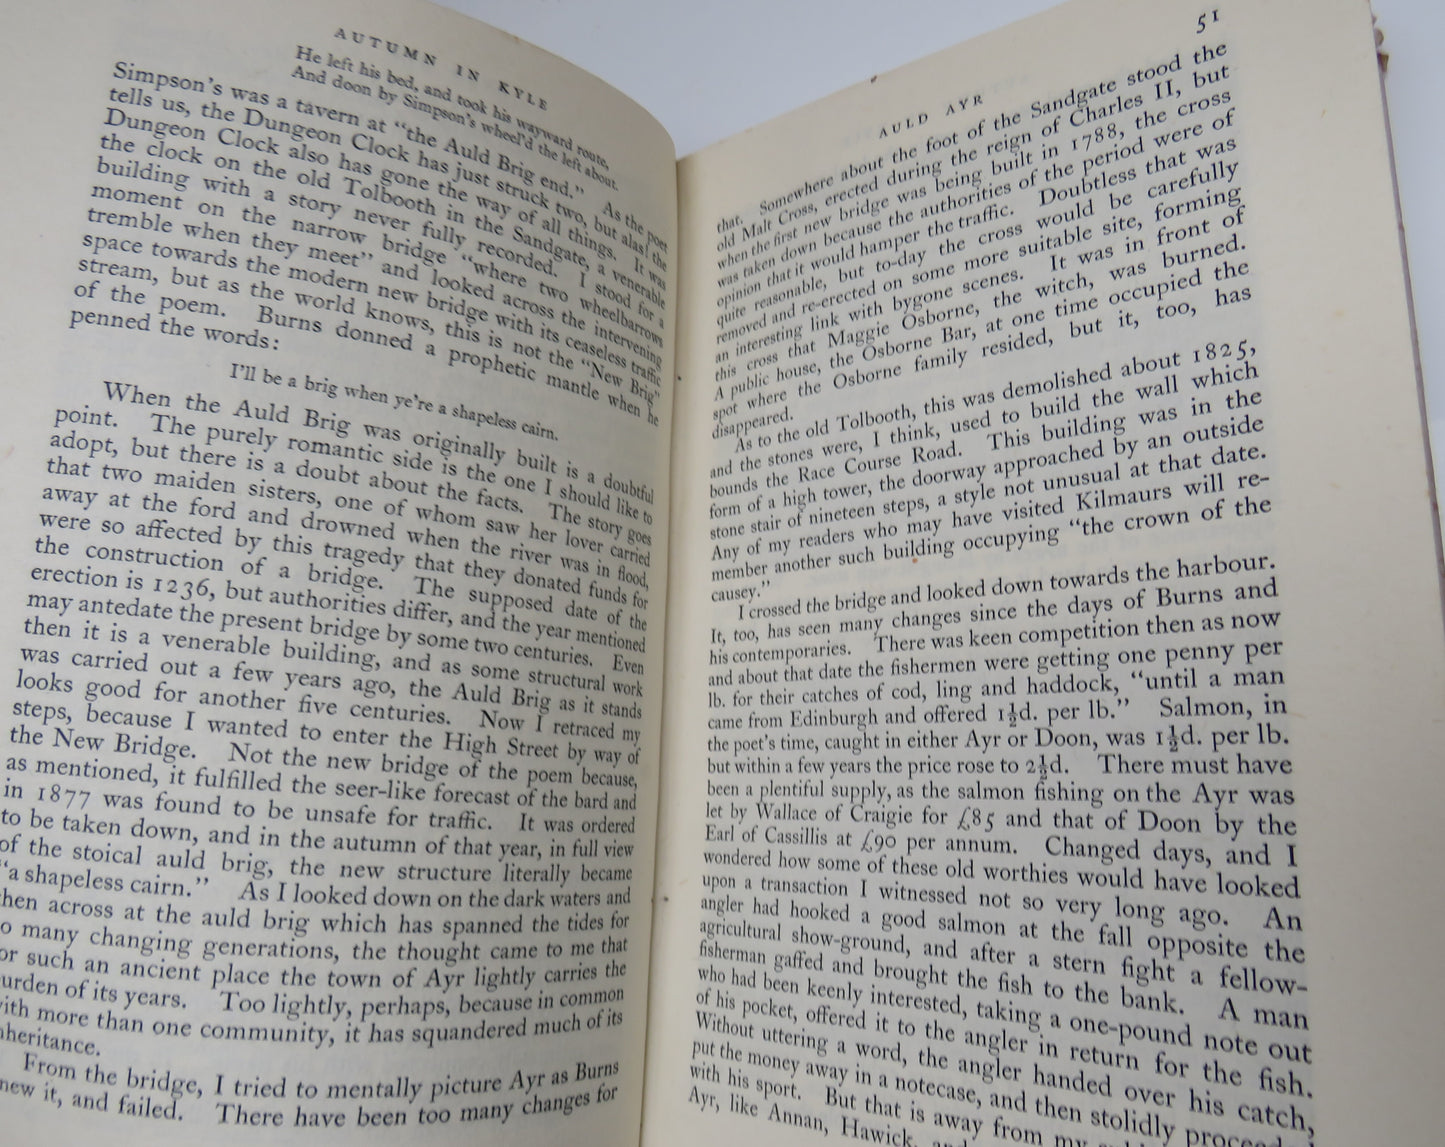 AUTUMN IN KYLE
He left his bed, and took his wayward route,
And doon by Simpson's wheel'd the left about.
Simpson's was a tavern at "the Auld Brig end." As the poet
tells us, the Dungeon Clock has just struck two, but alas! the
Dungeon Clock also has gone the way of all things. It was
the clock on the old Tolbooth in the Sandgate, a venerable
building with a story never fully recorded. I stood for a
moment on the narrow bridge "where two wheelbarrows
tremble when they meet" and looked across the intervening
space towards the modern new bridge with its ceaseless traffic
stream, but as the world knows, this is not the "New Brig"
of the poem. Burns donned a prophetic mantle when he
penned the words:
I'll be a brig when ye're a shapeless cairn.
When the Auld Brig was originally built is a doubtful
point. The purely romantic side is the one I should like to
adopt, but there is a doubt about the facts. The story goes
that two maiden sisters, one of whom saw her lover carried
away at the ford and drowned when the river was in flood,
were so affected by this tragedy that they donated funds for
the construction of a bridge. The supposed date of the
erection is 1236, but authorities differ, and the year mentioned
may antedate the present bridge by some two centuries. Even
then it is a venerable building, and as some structural work
was carried out a few years ago, the Auld Brig as it stands
looks good for another five centuries. Now I retraced my
steps, because I wanted to enter the High Street by way of
the New Bridge. Not the new bridge of the poem because,
as mentioned, it fulfilled the seer-like forecast of the bard and
in 1877 was found to be unsafe for traffic. It was ordered
to be taken down, and in the autumn of that year, in full view
of the stoical auld brig, the new structure literally became
"a shapeless cairn." As I looked down on the dark waters and
hen across at the auld brig which has spanned the tides for
o many changing generations, the thought came to me that
or such an ancient place the town of Ayr lightly carries the
urden of its years. Too lightly, perhaps, because in common
ith more than one community, it has squandered much of its
nheritance.
From the bridge, I tried to mentally picture Ayr as Burns
new it, and failed. There have been too many changes for
AULD AYR 51
that. Somewhere about the foot of the Sandgate stood the
old Malt Cross, erected during the reign of Charles II, but
when the first new bridge was being built in 1788, the cross
was taken down because the authorities of the period were of
opinion that it would hamper the traffic. Doubtless that was
quite reasonable, but to-day the cross would be carefully
removed and re-erected on some more suitable site, forming
an interesting link with bygone scenes. It was in front of
this cross that Maggie Osborne, the witch, was burned.
A public house, the Osborne Bar, at one time occupied the
spot where the Osborne family resided, but it, too, has
disappeared.
As to the old Tolbooth, this was demolished about 1825,
and the stones were, I think, used to build the wall which
bounds the Race Course Road. This building was in the
form of a high tower, the doorway approached by an outside
stone stair of nineteen steps, a style not unusual at that date.
Any of my readers who may have visited Kilmaurs will re-
member another such building occupying "the crown of the
causey."
I crossed the bridge and looked down towards the harbour.
It, too, has seen many changes since the days of Burns and
his contemporaries. There was keen competition then as now
and about that date the fishermen were getting one penny per
lb. for their catches of cod, ling and haddock, "until a man
came from Edinburgh and offered 1½d. per lb." Salmon, in
the poet's time, caught in either Ayr or Doon, was 1½d. per lb.
but within a few years the price rose to 2½d. There must have
been a plentiful supply, as the salmon fishing on the Ayr was
let by Wallace of Craigie for £85 and that of Doon by the
Earl of Cassillis at £90 per annum. Changed days, and I
wondered how some of these old worthies would have looked
upon a transaction I witnessed not so very long ago. An
angler had hooked a good salmon at the fall opposite the
agricultural show-ground, and after a stern fight a fellow-
fisherman gaffed and brought the fish to the bank. A man
who had been keenly interested, taking a one-pound note out
of his pocket, offered it to the angler in return for the fish.
Without uttering a word, the angler handed over his catch,
put the money away in a notecase, and then stolidly proceed
with his sport. But that is away from my
Ayr, like Annan, Hawick,